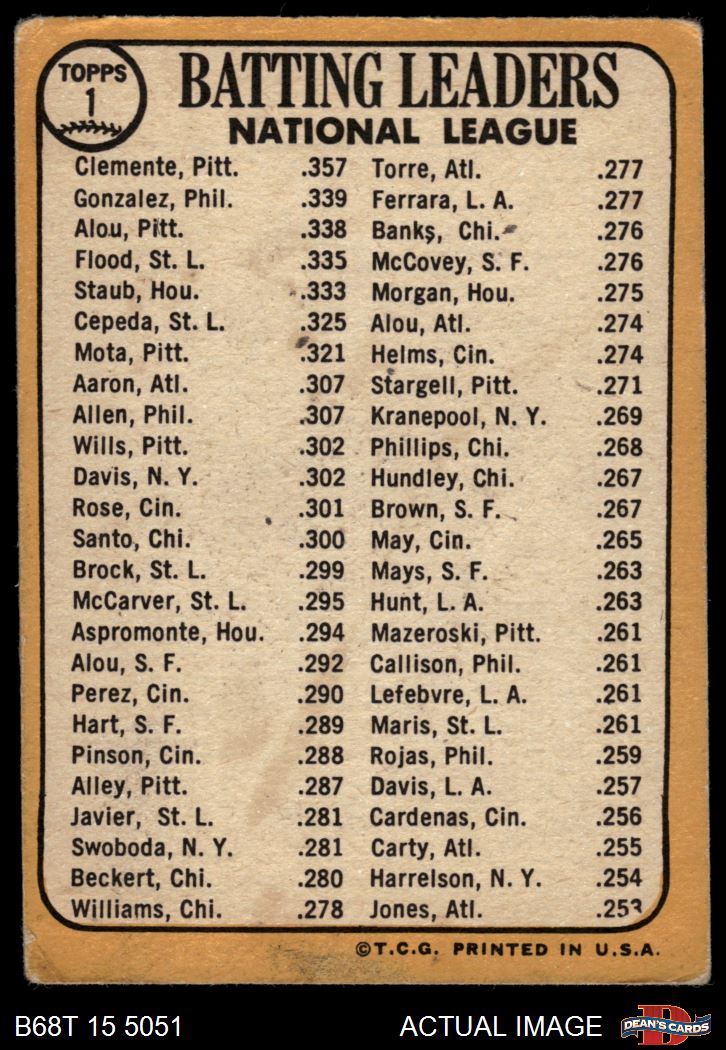 TOPPS
1
BATTING LEADERS
NATIONAL LEAGUE
Clemente, Pitt. .357 Torre, Atl. .277
Gonzalez, Phil. .339 Ferrara, L. A. .277
Alou, Pitt. .338 Banks, Chi. .276
Flood, St. L. .335 McCovey, S. F. .276
Staub, Hou. .333 Morgan, Hou. .275
Cepeda, St. L. .325 Alou, Atl. .274
Mota, Pitt. .321 Helms, Cin. .274
Aaron, Atl. .307 Stargell, Pitt. .271
Allen, Phil. .307 Kranepool, N. Y. .269
Wills, Pitt. .302 Phillips, Chi. .268
Davis, N. Y. .302 Hundley, Chi. .267
Rose, Cin. .301 Brown, S. F. .267
Santo, Chi. .300 May, Cin. .265
Brock, St. L. .299 Mays, S. F. .263
McCarver, St. L. .295 Hunt, L. A. .263
Aspromonte, Hou. .294 Mazeroski, Pitt. .261
Alou, S. F. .292 Callison, Phil. .261
Perez, Cin. .290 Lefebvre, L. A. .261
Hart, S. F. .289 Maris, St. L. .261
Pinson, Cin. .288 Rojas, Phil. .259
Alley, Pitt. .287 Davis, L. A. .257
Javier, St. L. .281 Cardenas, Cin. .256
Swoboda, N. Y. .281 Carty, Atl. .255
Beckert, Chi. .280 Harrelson, N. Y. .254
Williams, Chi. .278 Jones, Atl. .253
©T.C.G. PRINTED IN U.S.A.
B68T 15 5051 ACTUAL IMAGE
D
DEAN'S CARDS